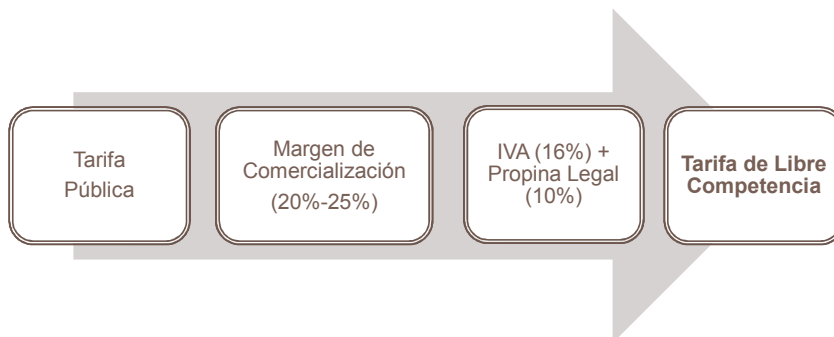 Tarifa
Pública
Margen de
Comercialización
(20%-25%)
IVA (16%) +
Propina Legal
(10%)
Tarifa de Libre
Competencia